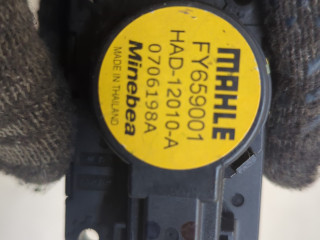 MAHLE
FY659001
HAD-12010-A
0706198A
Minebea
MADE IN THAILAND